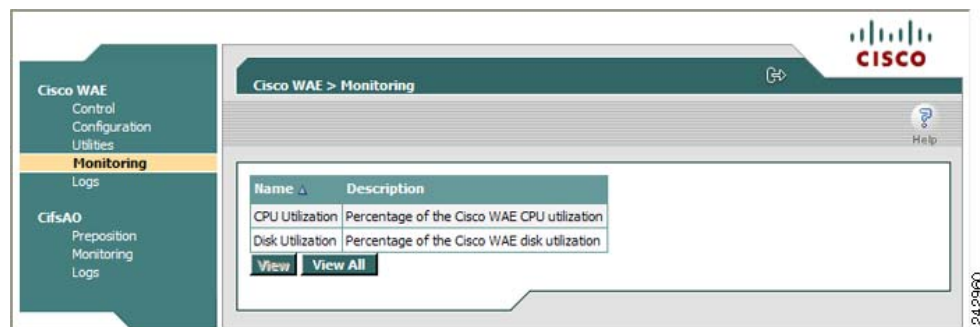 CISCO
Cisco WAE
Control
Configuration
Utilities
Monitoring
Logs
CifsAO
Preposition
Monitoring
Logs
Cisco WAE > Monitoring
Help
Name Description
CPU Utilization Percentage of the Cisco WAE CPU utilization
Disk Utilization Percentage of the Cisco WAE disk utilization
View View All
242960